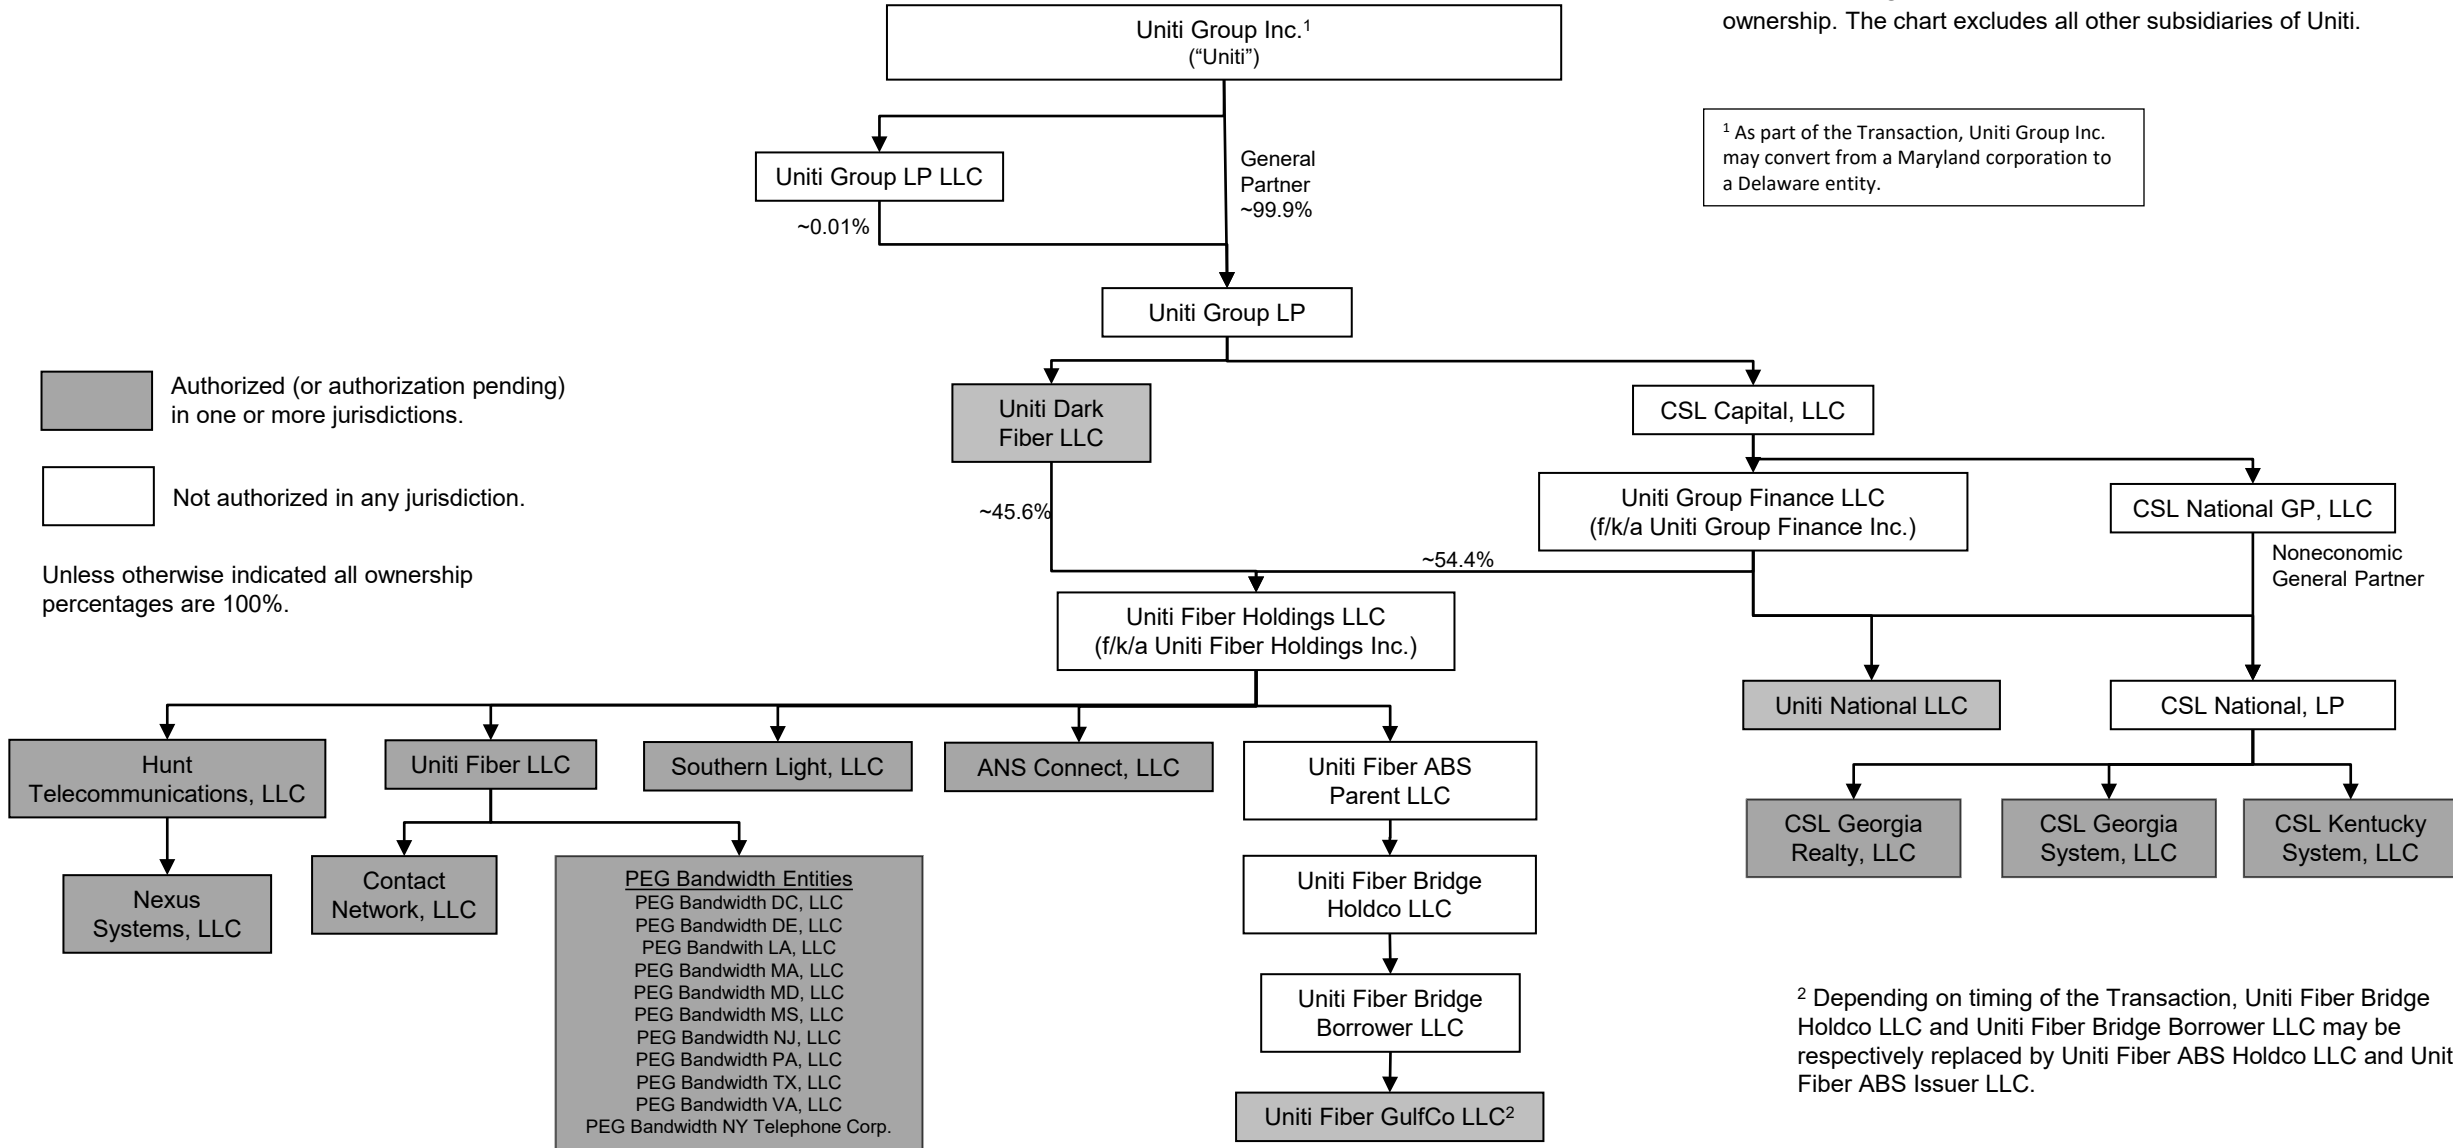 ownership. The chart excludes all other subsidiaries of Uniti.
Uniti Group Inc.¹
(“Uniti”)
¹ As part of the Transaction, Uniti Group Inc.
may convert from a Maryland corporation to
a Delaware entity.
Uniti Group LP LLC
General
Partner
~99.9%
~0.01%
Uniti Group LP
Authorized (or authorization pending)
in one or more jurisdictions.
Not authorized in any jurisdiction.
Unless otherwise indicated all ownership
percentages are 100%.
Uniti Dark
Fiber LLC
CSL Capital, LLC
~45.6%
Uniti Group Finance LLC
(f/k/a Uniti Group Finance Inc.)
CSL National GP, LLC
~54.4%
Noneconomic
General Partner
Uniti Fiber Holdings LLC
(f/k/a Uniti Fiber Holdings Inc.)
Uniti National LLC
CSL National, LP
Hunt
Telecommunications, LLC
Uniti Fiber LLC
Southern Light, LLC
ANS Connect, LLC
Uniti Fiber ABS
Parent LLC
CSL Georgia
Realty, LLC
CSL Georgia
System, LLC
CSL Kentucky
System, LLC
Nexus
Systems, LLC
Contact
Network, LLC
PEG Bandwidth Entities
PEG Bandwidth DC, LLC
PEG Bandwidth DE, LLC
PEG Bandwith LA, LLC
PEG Bandwidth MA, LLC
PEG Bandwidth MD, LLC
PEG Bandwidth MS, LLC
PEG Bandwidth NJ, LLC
PEG Bandwidth PA, LLC
PEG Bandwidth TX, LLC
PEG Bandwidth VA, LLC
PEG Bandwidth NY Telephone Corp.
Uniti Fiber Bridge
Holdco LLC
Uniti Fiber Bridge
Borrower LLC
Uniti Fiber GulfCo LLC²
² Depending on timing of the Transaction, Uniti Fiber Bridge
Holdco LLC and Uniti Fiber Bridge Borrower LLC may be
respectively replaced by Uniti Fiber ABS Holdco LLC and Unit
Fiber ABS Issuer LLC.